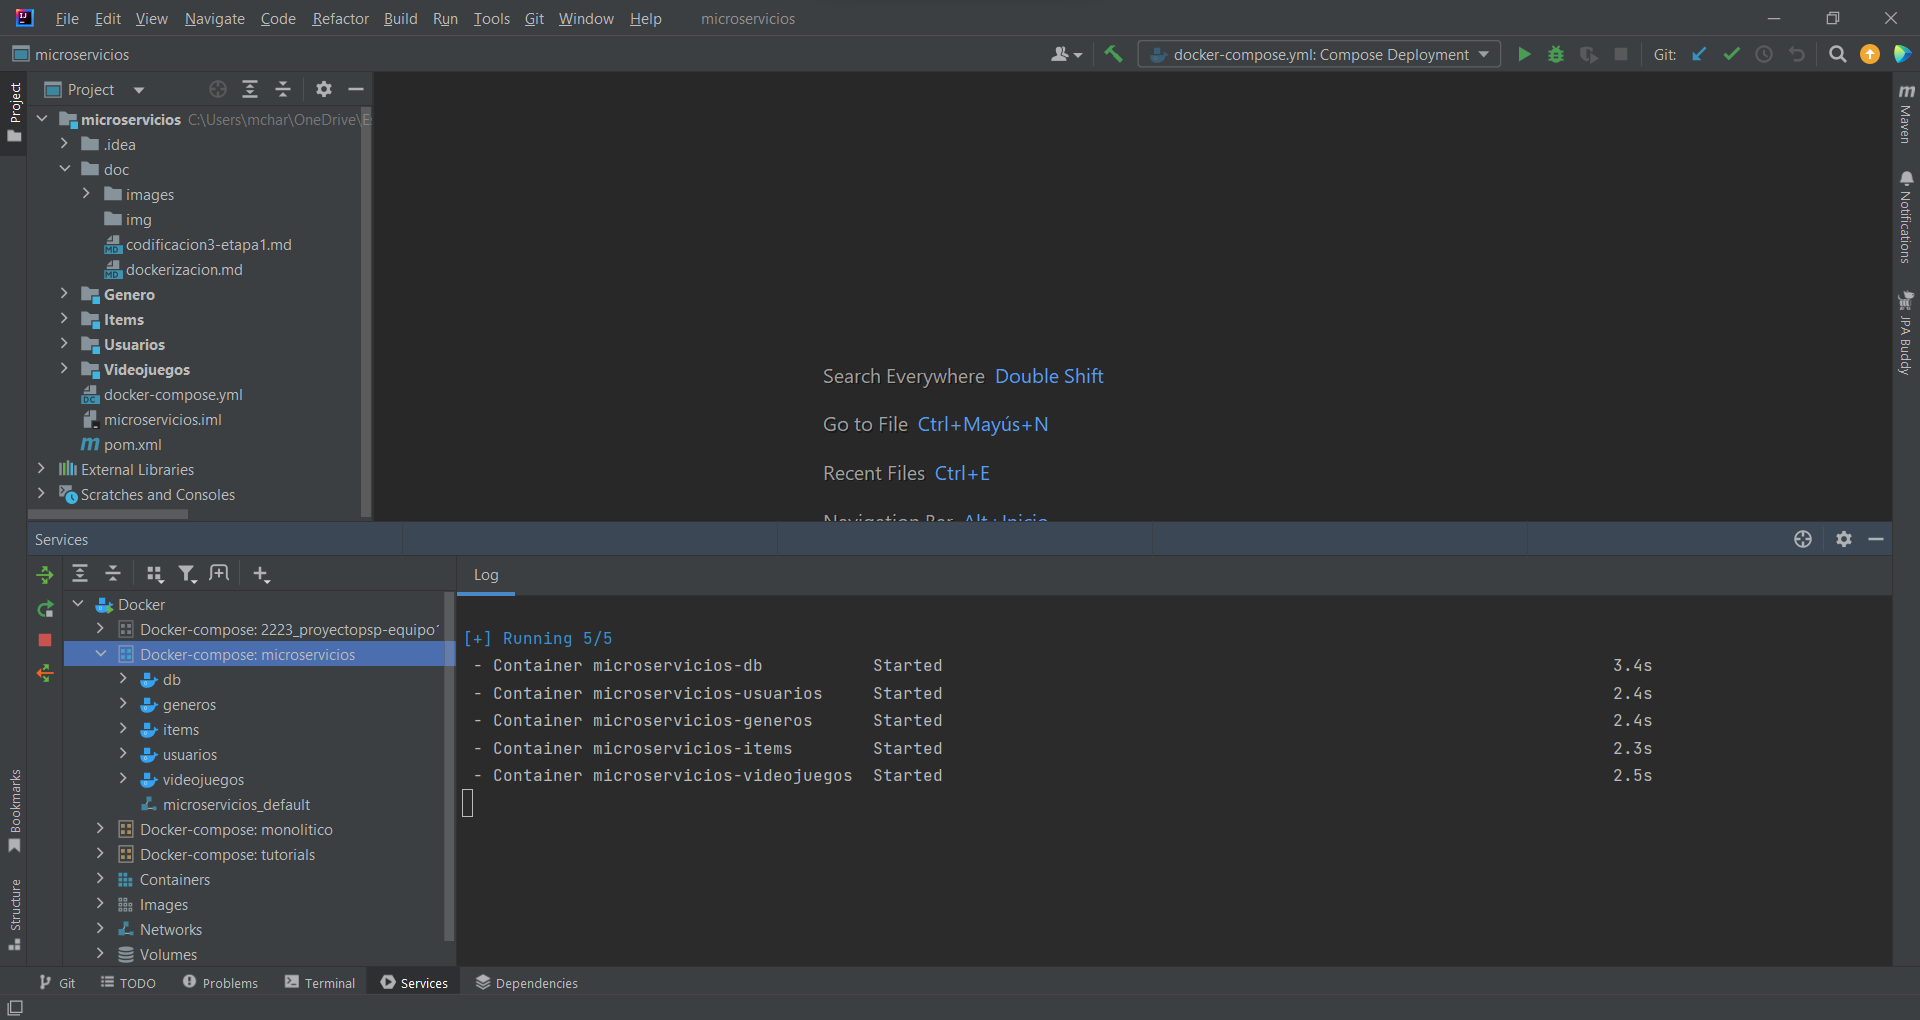 File Edit View Navigate Code Refactor Build Run Tools Git Window Help microservicios
microservicios
docker-compose.yml: Compose Deployment
Git:
Project
Project
microservicios C:\Users\mchar\OneDrive\E
.idea
doc
images
img
codificacion3-etapa1.md
dockerizacion.md
Genero
Items
Usuarios
Videojuegos
docker-compose.yml
microservicios.iml
pom.xml
External Libraries
Scratches and Consoles
Search Everywhere Double Shift
Go to File Ctrl+Mayús+N
Recent Files Ctrl+E
Navigation Bar Alt+Inicio
Maven
Notifications
JPA Buddy
Services
Docker
Docker-compose: 2223_proyectopsp-equipo1
Docker-compose: microservicios
db
generos
items
usuarios
videojuegos
microservicios_default
Docker-compose: monolitico
Docker-compose: tutorials
Containers
Images
Networks
Volumes
Log
[+] Running 5/5
- Container microservicios-db Started 3.4s
- Container microservicios-usuarios Started 2.4s
- Container microservicios-generos Started 2.4s
- Container microservicios-items Started 2.3s
- Container microservicios-videojuegos Started 2.5s
Bookmarks
Structure
Git TODO Problems Terminal Services Dependencies